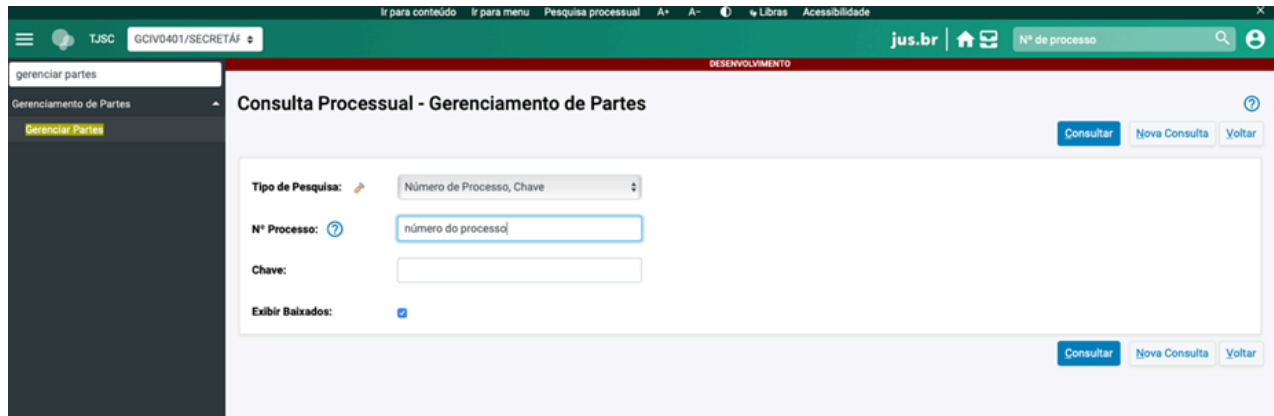 Ir para conteúdo Ir para menu Pesquisa processual A+ A- Libras Acessibilidade ×
TJSC GCIV0401/SECRETÁF jus.br Nº de processo
gerenciar partes DESENVOLVIMENTO
Gerenciamento de Partes
Gerenciar Partes
Consulta Processual - Gerenciamento de Partes
Consultar Nova Consulta Voltar
Tipo de Pesquisa: Número de Processo, Chave
Nº Processo: ? número do processo
Chave:
Exibir Baixados:
Consultar Nova Consulta Voltar